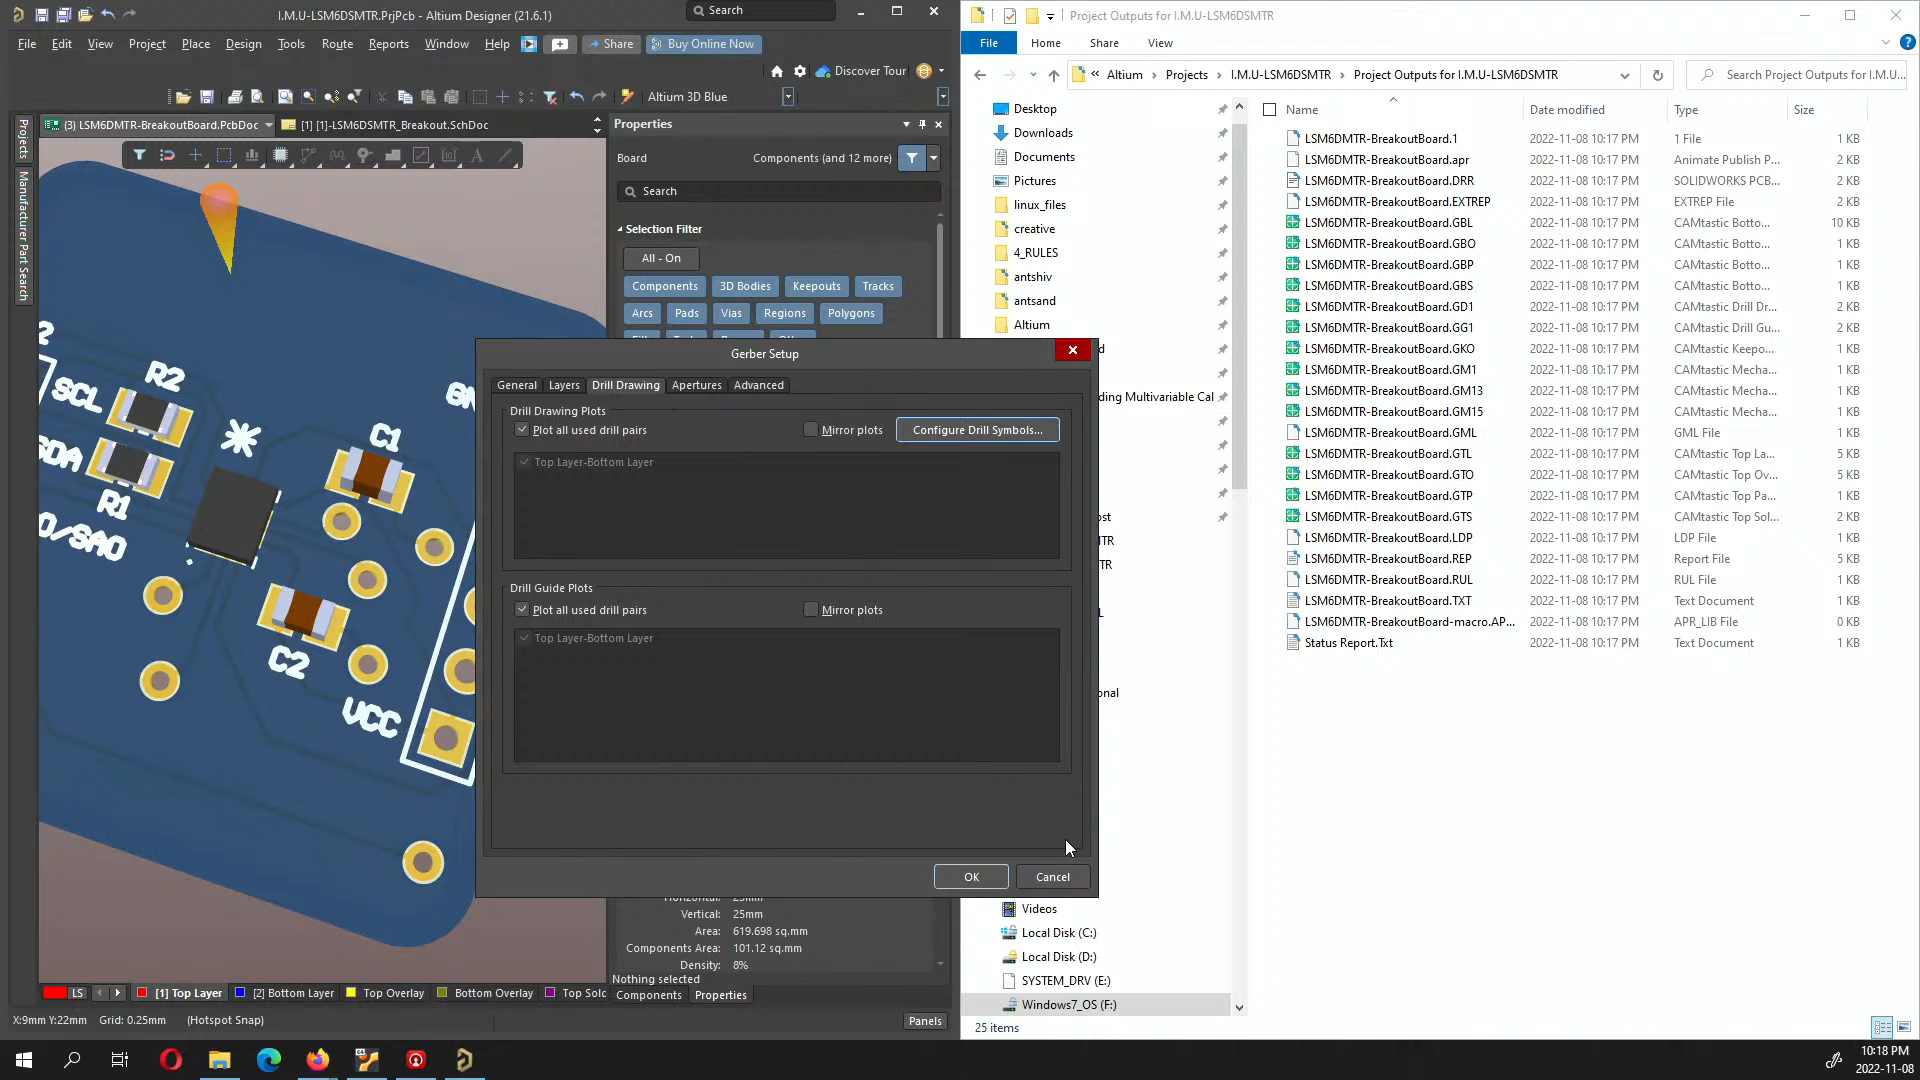 I.M.U-LSM6DSMTR.PrjPcb - Altium Designer (21.6.1)
Search
File Edit View Project Place Design Tools Route Reports Window Help Share Buy Online Now
Discover Tour
Altium 3D Blue
Projects
Manufacturer Part Search
(3) LSM6DMTR-BreakoutBoard.PcbDoc
[1] [1]-LSM6DSMTR_Breakout.SchDoc
Properties
Board
Components (and 12 more)
Search
Selection Filter
All - On
Components 3D Bodies Keepouts Tracks
Arcs Pads Vias Regions Polygons
R2
SCL
C1
R1
C2
VCC
Gerber Setup
General Layers Drill Drawing Apertures Advanced
Drill Drawing Plots
Plot all used drill pairs
Mirror plots
Configure Drill Symbols...
Top Layer-Bottom Layer
Drill Guide Plots
Plot all used drill pairs
Mirror plots
Top Layer-Bottom Layer
OK
Cancel
Vertical: 25mm
Area: 619.698 sq.mm
Components Area: 101.12 sq.mm
Density: 8%
Nothing selected
Components Properties
LS
[1] Top Layer
[2] Bottom Layer
Top Overlay
Bottom Overlay
Top Solc
X:9mm Y:22mm Grid: 0.25mm (Hotspot Snap)
Panels
Project Outputs for I.M.U-LSM6DSMTR
File Home Share View
« Altium > Projects > I.M.U-LSM6DSMTR > Project Outputs for I.M.U-LSM6DSMTR
Search Project Outputs for I.M.U...
Desktop
Downloads
Documents
Pictures
linux_files
creative
4_RULES
antshiv
antsand
Altium
d
ding Multivariable Cal
ost
TR
TR
L
onal
Videos
Local Disk (C:)
Local Disk (D:)
SYSTEM_DRV (E:)
Windows7_OS (F:)
Name Date modified Type Size
LSM6DMTR-BreakoutBoard.1 2022-11-08 10:17 PM 1 File 1 KB
LSM6DMTR-BreakoutBoard.apr 2022-11-08 10:17 PM Animate Publish P... 2 KB
LSM6DMTR-BreakoutBoard.DRR 2022-11-08 10:17 PM SOLIDWORKS PCB... 2 KB
LSM6DMTR-BreakoutBoard.EXTREP 2022-11-08 10:17 PM EXTREP File 2 KB
LSM6DMTR-BreakoutBoard.GBL 2022-11-08 10:17 PM CAMtastic Botto... 10 KB
LSM6DMTR-BreakoutBoard.GBO 2022-11-08 10:17 PM CAMtastic Botto... 1 KB
LSM6DMTR-BreakoutBoard.GBP 2022-11-08 10:17 PM CAMtastic Botto... 1 KB
LSM6DMTR-BreakoutBoard.GBS 2022-11-08 10:17 PM CAMtastic Botto... 1 KB
LSM6DMTR-BreakoutBoard.GD1 2022-11-08 10:17 PM CAMtastic Drill Dr... 2 KB
LSM6DMTR-BreakoutBoard.GG1 2022-11-08 10:17 PM CAMtastic Drill Gu... 2 KB
LSM6DMTR-BreakoutBoard.GKO 2022-11-08 10:17 PM CAMtastic Keepo... 1 KB
LSM6DMTR-BreakoutBoard.GM1 2022-11-08 10:17 PM CAMtastic Mecha... 1 KB
LSM6DMTR-BreakoutBoard.GM13 2022-11-08 10:17 PM CAMtastic Mecha... 1 KB
LSM6DMTR-BreakoutBoard.GM15 2022-11-08 10:17 PM CAMtastic Mecha... 1 KB
LSM6DMTR-BreakoutBoard.GML 2022-11-08 10:17 PM GML File 1 KB
LSM6DMTR-BreakoutBoard.GTL 2022-11-08 10:17 PM CAMtastic Top La... 5 KB
LSM6DMTR-BreakoutBoard.GTO 2022-11-08 10:17 PM CAMtastic Top Ov... 5 KB
LSM6DMTR-BreakoutBoard.GTP 2022-11-08 10:17 PM CAMtastic Top Pa... 1 KB
LSM6DMTR-BreakoutBoard.GTS 2022-11-08 10:17 PM CAMtastic Top Sol... 2 KB
LSM6DMTR-BreakoutBoard.LDP 2022-11-08 10:17 PM LDP File 1 KB
LSM6DMTR-BreakoutBoard.REP 2022-11-08 10:17 PM Report File 5 KB
LSM6DMTR-BreakoutBoard.RUL 2022-11-08 10:17 PM RUL File 1 KB
LSM6DMTR-BreakoutBoard.TXT 2022-11-08 10:17 PM Text Document 1 KB
LSM6DMTR-BreakoutBoard-macro.AP... 2022-11-08 10:17 PM APR_LIB File 0 KB
Status Report.Txt 2022-11-08 10:17 PM Text Document 1 KB
25 items
10:18 PM
2022-11-08